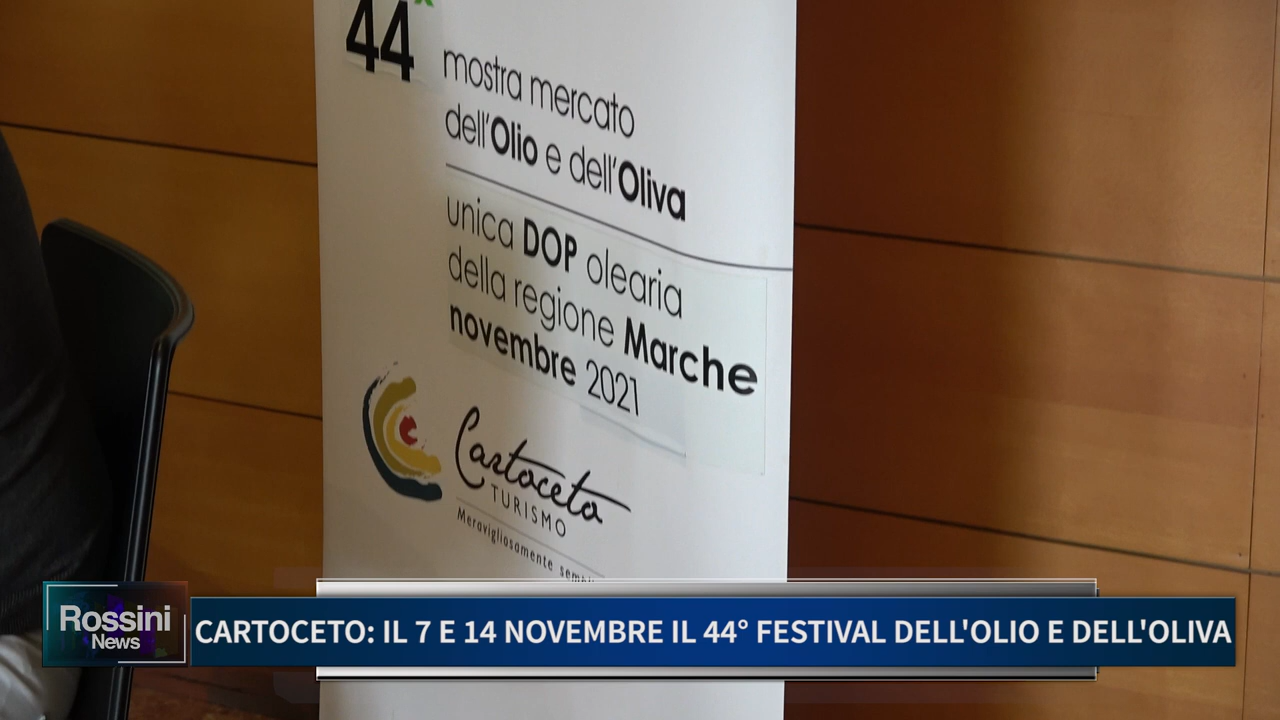 44
mostra mercato
dell'Olio e dell'Oliva
unica DOP olearia
della regione Marche
novembre 2021
Cartoceto
TURISMO
Meravigliosamente
Rossini
News
CARTOCETO: IL 7 E 14 NOVEMBRE IL 44° FESTIVAL DELL'OLIO E DELL'OLIVA